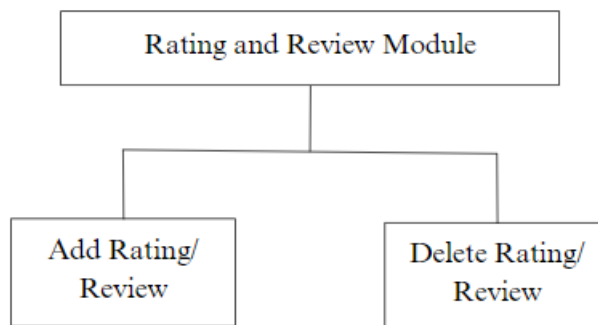 Rating and Review Module
Add Rating/
Review
Delete Rating/
Review